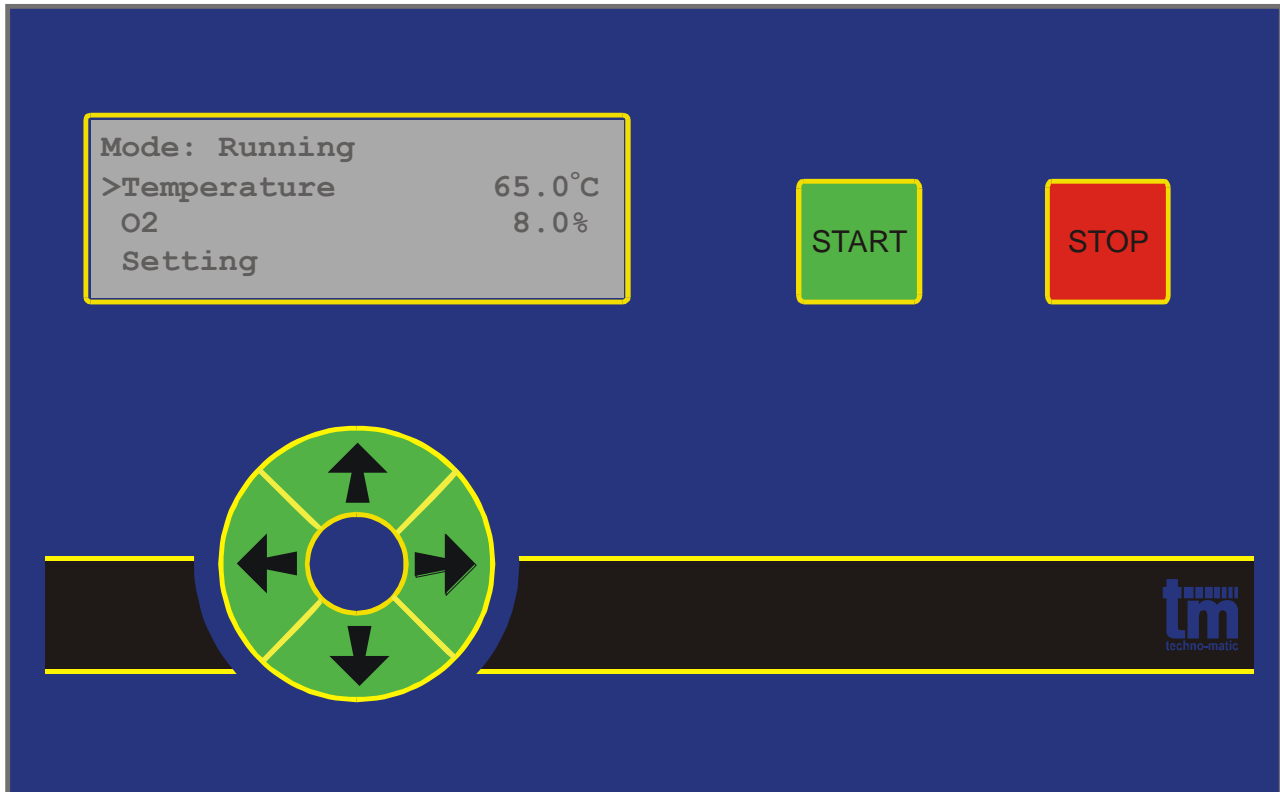 Mode: Running
>Temperature 65.0°C
O2 8.0%
Setting
START
STOP
tm
techno-matic